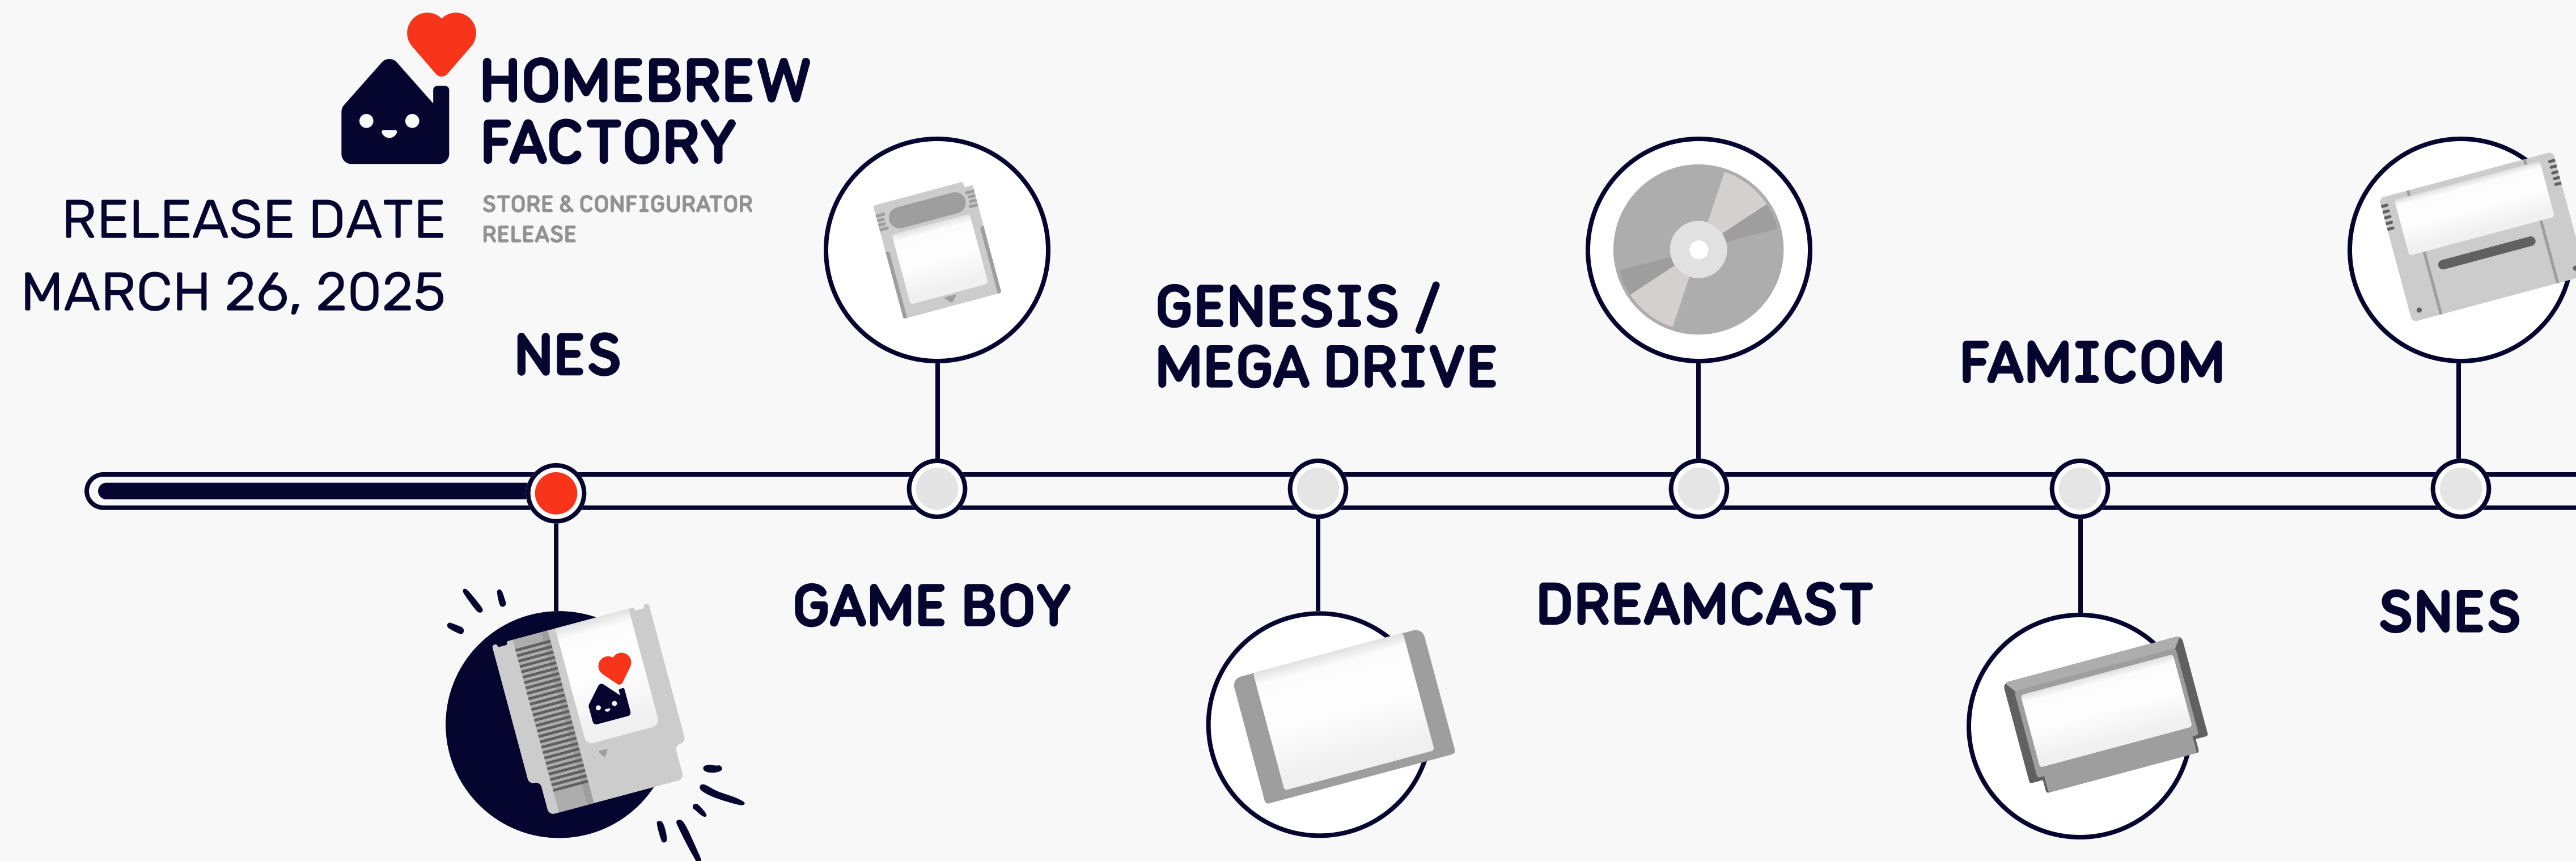 HOMEBREW
FACTORY
STORE & CONFIGURATOR
RELEASE
RELEASE DATE
MARCH 26, 2025
NES
GAME BOY
GENESIS /
MEGA DRIVE
DREAMCAST
FAMICOM
SNES